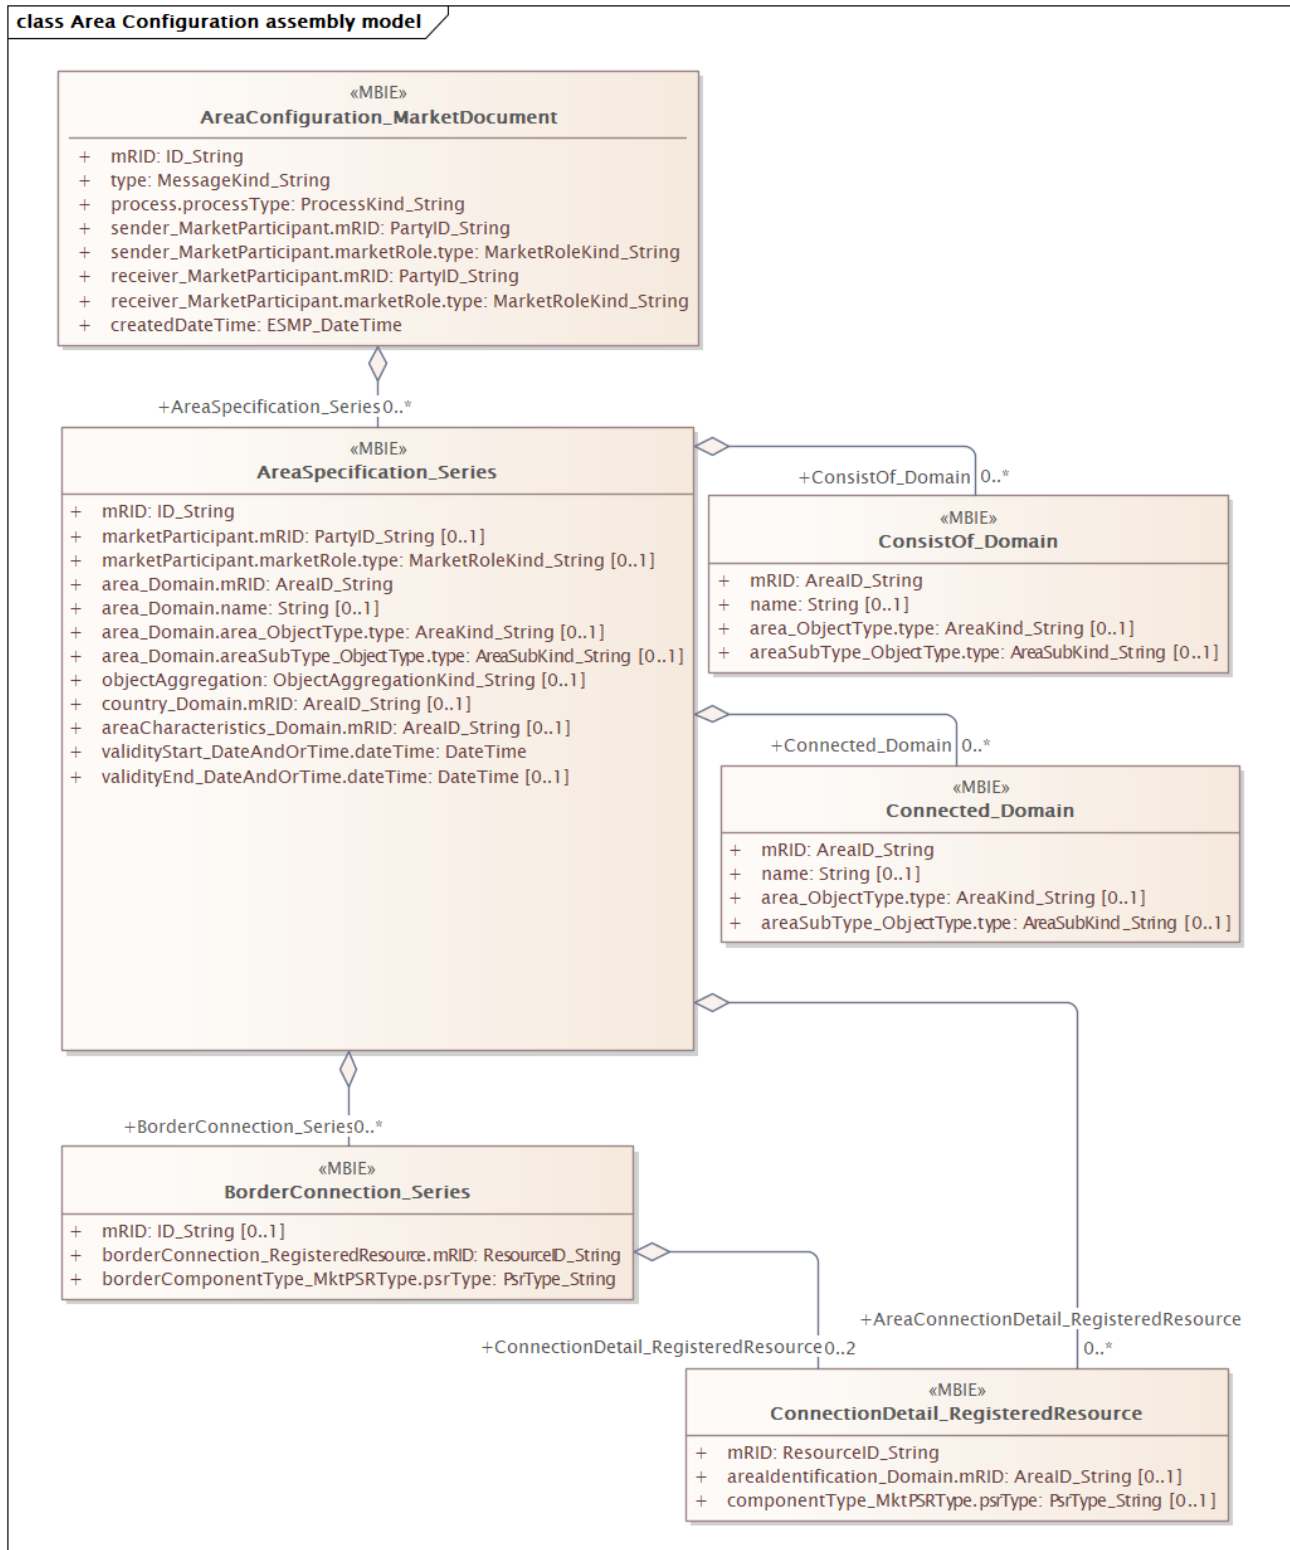 class Area Configuration assembly model
«MBIE»
AreaConfiguration_MarketDocument
+ mRID: ID_String
+ type: MessageKind_String
+ process.processType: ProcessKind_String
+ sender_MarketParticipant.mRID: PartyID_String
+ sender_MarketParticipant.marketRole.type: MarketRoleKind_String
+ receiver_MarketParticipant.mRID: PartyID_String
+ receiver_MarketParticipant.marketRole.type: MarketRoleKind_String
+ createdDateTime: ESMP_DateTime
+AreaSpecification_Series 0..*
«MBIE»
AreaSpecification_Series
+ mRID: ID_String
+ marketParticipant.mRID: PartyID_String [0..1]
+ marketParticipant.marketRole.type: MarketRoleKind_String [0..1]
+ area_Domain.mRID: AreaID_String
+ area_Domain.name: String [0..1]
+ area_Domain.area_ObjectType.type: AreaKind_String [0..1]
+ area_Domain.areaSubType_ObjectType.type: AreaSubKind_String [0..1]
+ objectAggregation: ObjectAggregationKind_String [0..1]
+ country_Domain.mRID: AreaID_String [0..1]
+ areaCharacteristics_Domain.mRID: AreaID_String [0..1]
+ validityStart_DateAndOrTime.dateTime: DateTime
+ validityEnd_DateAndOrTime.dateTime: DateTime [0..1]
+ConsistOf_Domain 0..*
«MBIE»
ConsistOf_Domain
+ mRID: AreaID_String
+ name: String [0..1]
+ area_ObjectType.type: AreaKind_String [0..1]
+ areaSubType_ObjectType.type: AreaSubKind_String [0..1]
+Connected_Domain 0..*
«MBIE»
Connected_Domain
+ mRID: AreaID_String
+ name: String [0..1]
+ area_ObjectType.type: AreaKind_String [0..1]
+ areaSubType_ObjectType.type: AreaSubKind_String [0..1]
+BorderConnection_Series 0..*
«MBIE»
BorderConnection_Series
+ mRID: ID_String [0..1]
+ borderConnection_RegisteredResource.mRID: ResourceID_String
+ borderComponentType_MktPSRType.psrType: PsrType_String
+AreaConnectionDetail_RegisteredResource
0..*
+ConnectionDetail_RegisteredResource 0..2
«MBIE»
ConnectionDetail_RegisteredResource
+ mRID: ResourceID_String
+ areaIdentification_Domain.mRID: AreaID_String [0..1]
+ componentType_MktPSRType.psrType: PsrType_String [0..1]